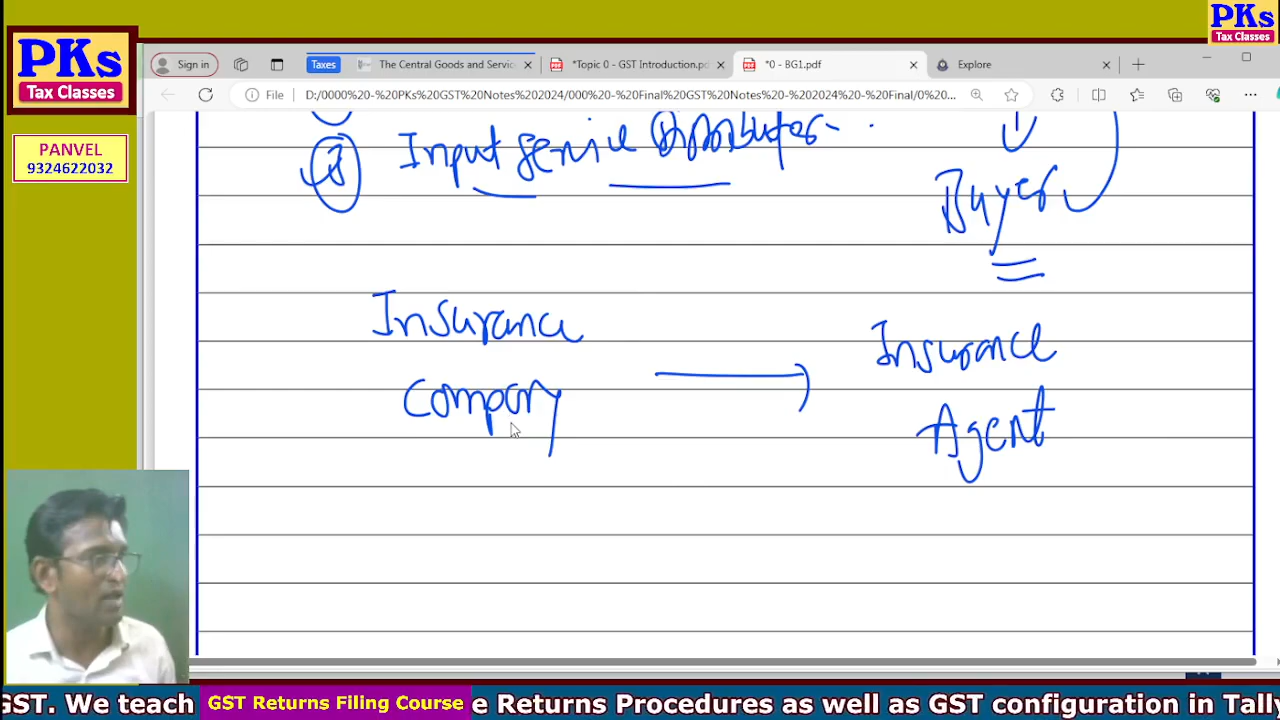 PKs
Tax Classes
PANVEL
9324622032
PKs
Tax Classes
Sign in
Taxes
The Central Goods and Servic
*Topic 0 - GST Introduction.pd
*0 - BG1.pdf
Explore
File
D:/0000%20-%20PKs%20GST%20Notes%202024/000%20-%20Final%20GST%20Notes%20-%202024%20-%20Final/0%20...
Input Service
Buyer
Insurance
Company
Insurance
Agent
GST. We teach
GST Returns Filing Course
e Returns Procedures as well as GST configuration in Tally